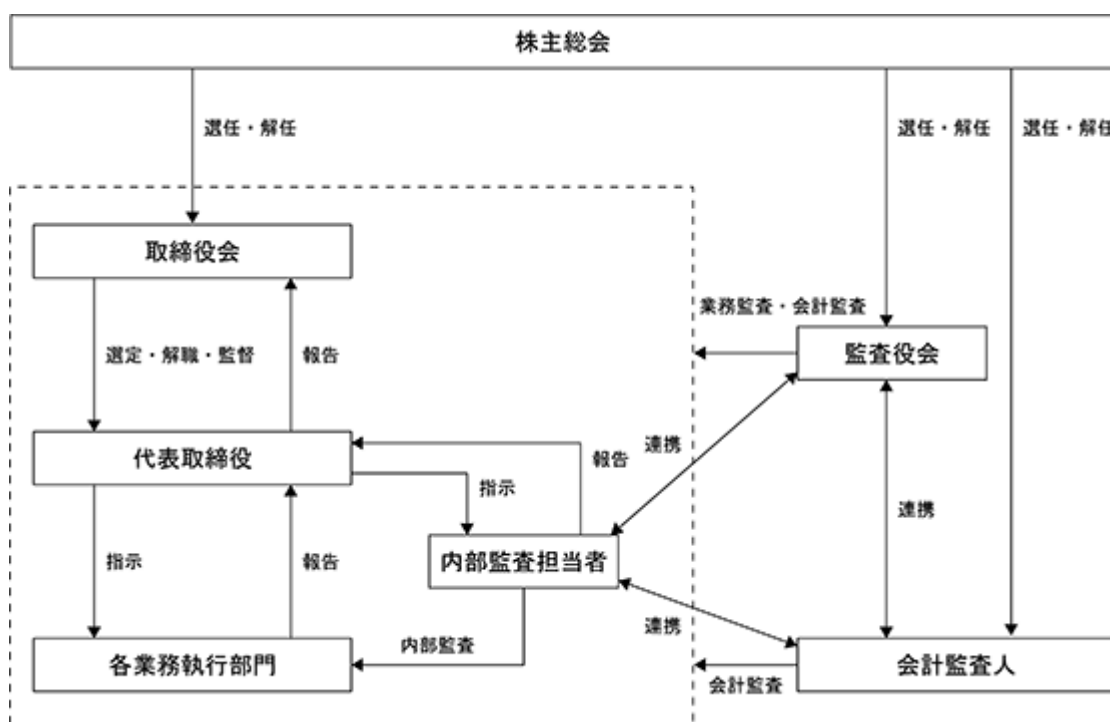 株主総会
選任・解任
選任・解任
選任・解任
取締役会
業務監査・会計監査
監査役会
選定・解職・監督
報告
代表取締役
報告
連携
指示
連携
内部監査担当者
指示
報告
連携
内部監査
各業務執行部門
会計監査
会計監査人